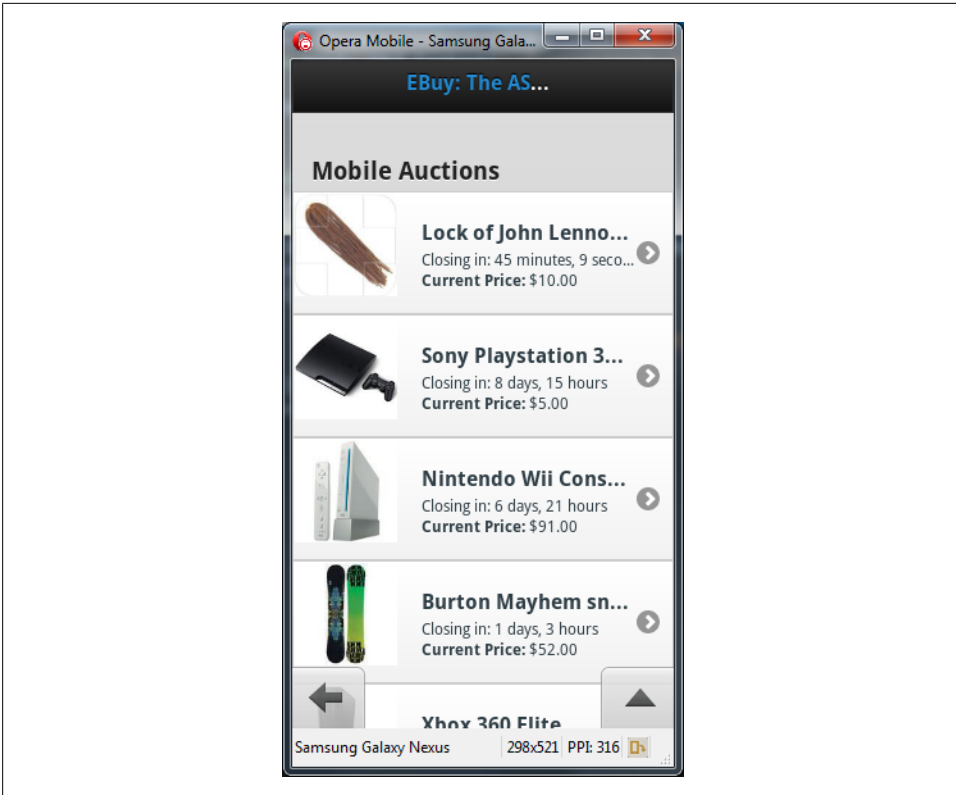 Opera Mobile - Samsung Gala...
EBuy: The AS...
Mobile Auctions
Lock of John Lenno...
Closing in: 45 minutes, 9 seco...
Current Price: $10.00
Sony Playstation 3...
Closing in: 8 days, 15 hours
Current Price: $5.00
Nintendo Wii Cons...
Closing in: 6 days, 21 hours
Current Price: $91.00
Burton Mayhem sn...
Closing in: 1 days, 3 hours
Current Price: $52.00
Xbox 360 Elite
Samsung Galaxy Nexus 298x521 PPI: 316